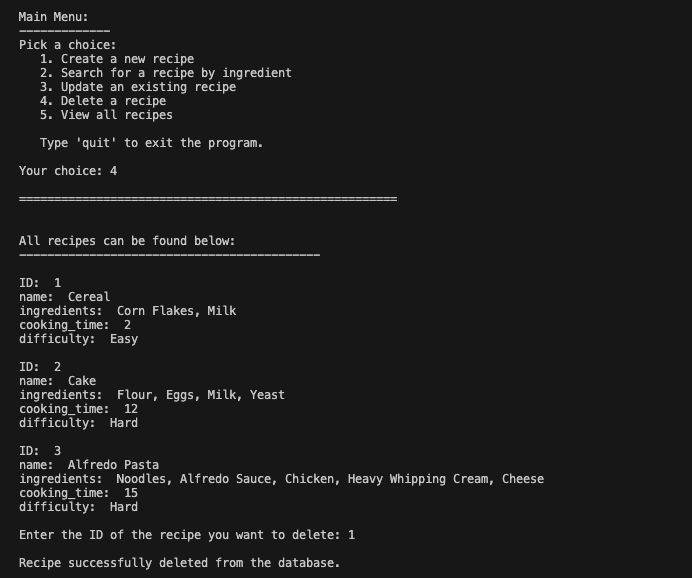 Main Menu:
-------------
Pick a choice:
   1. Create a new recipe
   2. Search for a recipe by ingredient
   3. Update an existing recipe
   4. Delete a recipe
   5. View all recipes

   Type 'quit' to exit the program.

Your choice: 4

======================================================

All recipes can be found below:
-------------------------------------------

ID:  1
name:  Cereal
ingredients:  Corn Flakes, Milk
cooking_time:  2
difficulty:  Easy

ID:  2
name:  Cake
ingredients:  Flour, Eggs, Milk, Yeast
cooking_time:  12
difficulty:  Hard

ID:  3
name:  Alfredo Pasta
ingredients:  Noodles, Alfredo Sauce, Chicken, Heavy Whipping Cream, Cheese
cooking_time:  15
difficulty:  Hard

Enter the ID of the recipe you want to delete: 1

Recipe successfully deleted from the database.